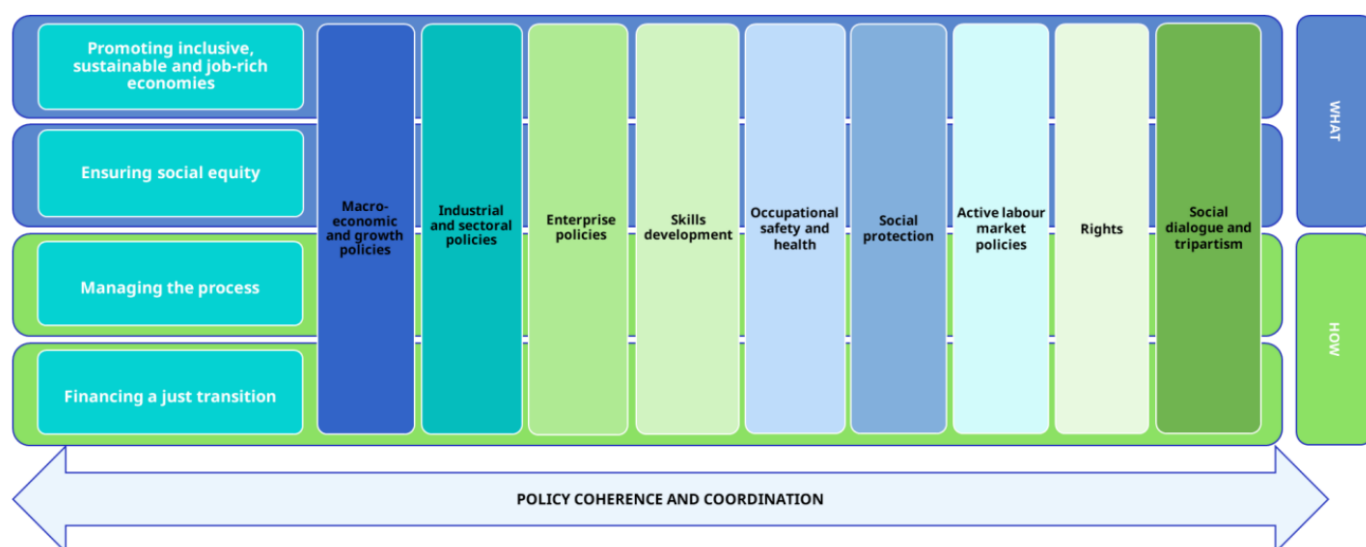 Promoting inclusive,
sustainable and job-rich
economies
Ensuring social equity
Managing the process
Financing a just transition
Macro-
economic
and growth
policies
Industrial
and sectoral
policies
Enterprise
policies
Skills
development
Occupational
safety and
health
Social
protection
Active labour
market
policies
Rights
Social
dialogue and
tripartism
WHAT
HOW
POLICY COHERENCE AND COORDINATION